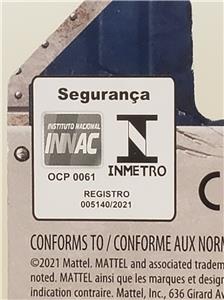 Segurança
INSTITUTO NACIONAL
INNAC
OCP 0061
INMETRO
REGISTRO
005140/2021
C
CONFORMS TO / CONFORME AUX NORM
©2021 Mattel. MATTEL and associated tradem
noted. MATTEL ainsi que les marques et design
indication contraire. Mattel, Inc., 636 Girard Av